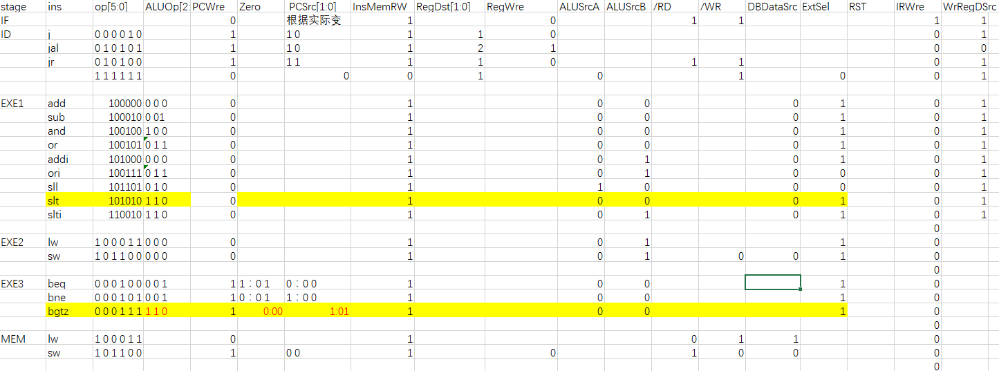 stage ins op[5:0] ALUOp[2: PCWre Zero PCSrc[1:0] InsMemRW RegDst[1:0] RegWre ALUSrcA ALUSrcB /RD /WR DBDataSrc ExtSel RST IRWre WrRegDSrc
IF 0 根据实际变 1 0 1 1 1 1
ID j 0 0 0 0 1 0 1 1 0 1 1 0 0 1
jal 0 1 0 1 0 1 1 1 0 1 2 1 0 0
jr 0 1 0 1 0 0 1 1 1 1 1 0 1 1 0 1
1 1 1 1 1 1 0 0 0 1 0 1 0 0 1
EXE1 add 100000 0 0 0 0 1 0 0 0 1 0 1
sub 100010 0 01 0 1 0 0 0 1 0 1
and 100100 1 0 0 0 1 0 0 0 1 0 1
or 100101 0 1 1 0 1 0 0 0 1 0 1
addi 101000 0 0 0 0 1 0 1 0 1 0 1
ori 100111 0 1 1 0 1 0 1 0 0 0 1
sll 101101 0 1 0 0 1 1 0 0 0 0 1
slt 101010 1 1 0 0 1 0 0 0 1 0 1
slti 110010 1 1 0 0 1 0 1 0 1 0 1
0
EXE2 lw 1 0 0 0 1 1 0 0 0 0 1 0 1 1 0
sw 1 0 1 1 0 0 0 0 0 0 1 0 1 0 0 1 0
0
EXE3 beq 0 0 0 1 0 0 0 0 1 1 1：0 1 0：0 0 1 0 0 1 0
bne 0 0 0 1 0 1 0 0 1 1 0：0 1 1：0 0 1 0 0 1 0
bgtz 0 0 0 1 1 1 1 1 0 1 0:00 1:01 1 0 0 1 0
0
MEM lw 1 0 0 0 1 1 0 1 0 1 1 0
sw 1 0 1 1 0 0 1 0 0 1 0 1 0 0 0
0